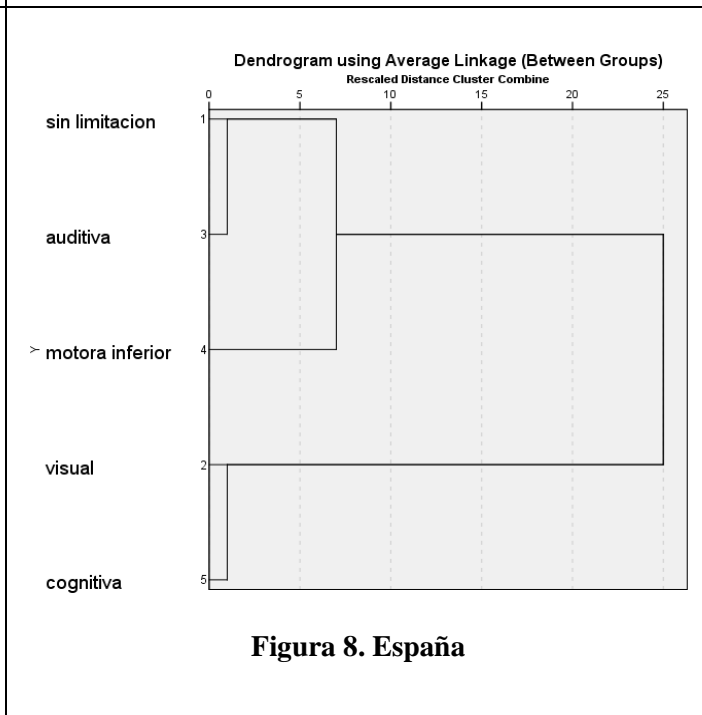 Dendrogram using Average Linkage (Between Groups)
Rescaled Distance Cluster Combine
0 5 10 15 20 25
sin limitacion 1
auditiva 3
Y
motora inferior 4
visual 2
cognitiva 5
Figura 8. España